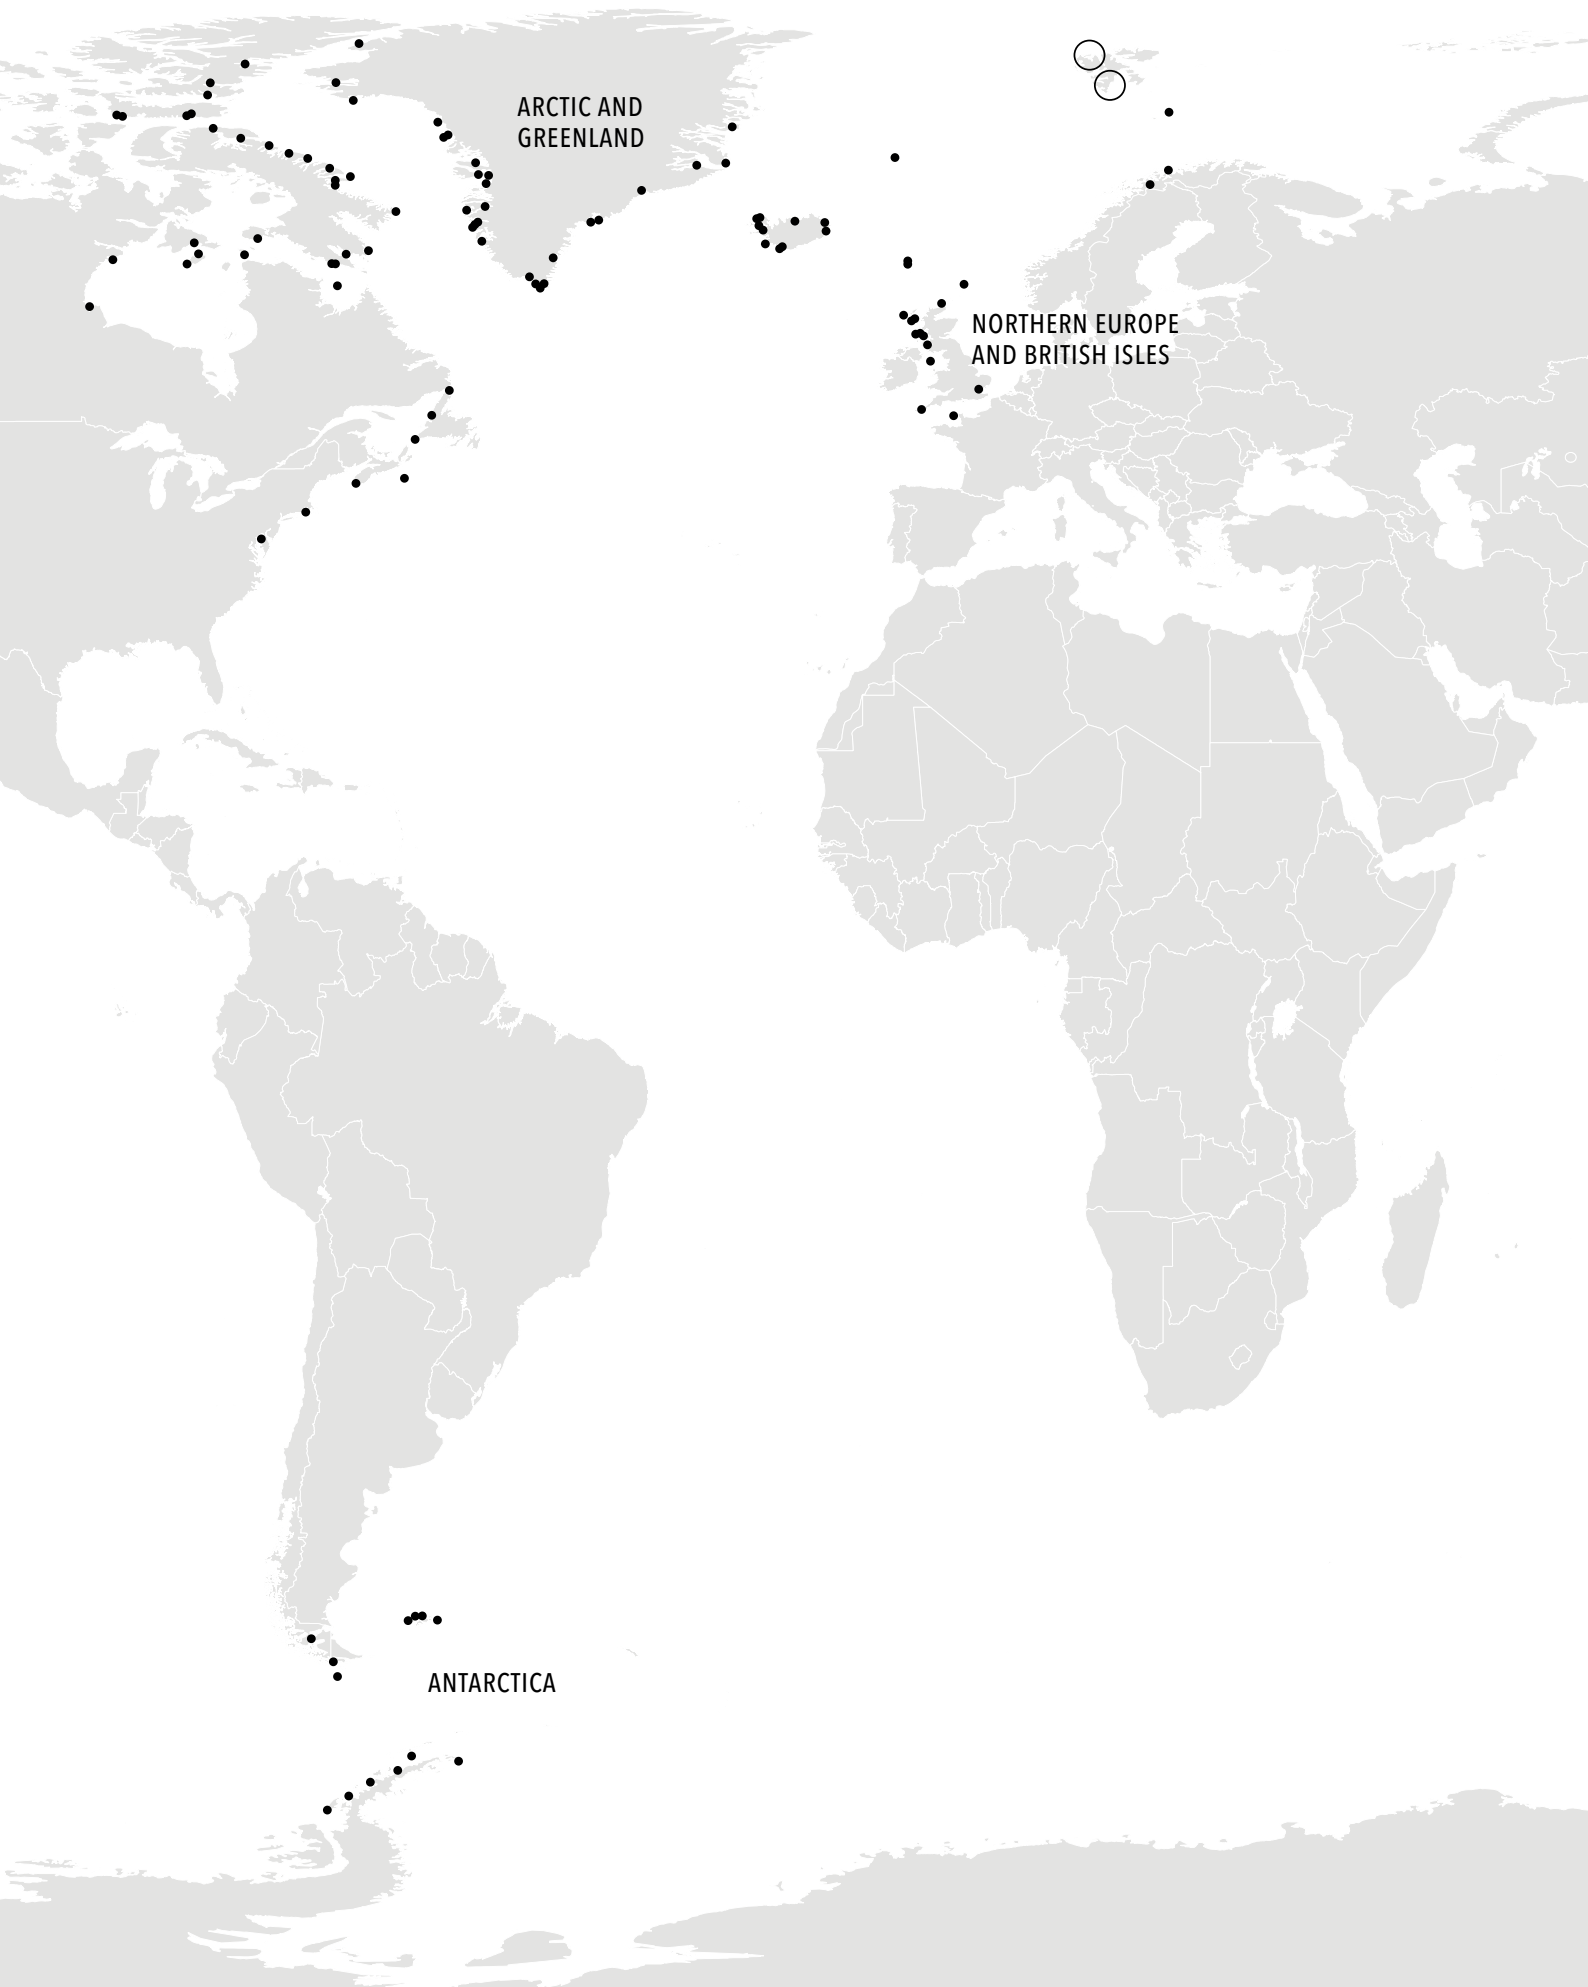 ARCTIC AND
GREENLAND
NORTHERN EUROPE
AND BRITISH ISLES
ANTARCTICA